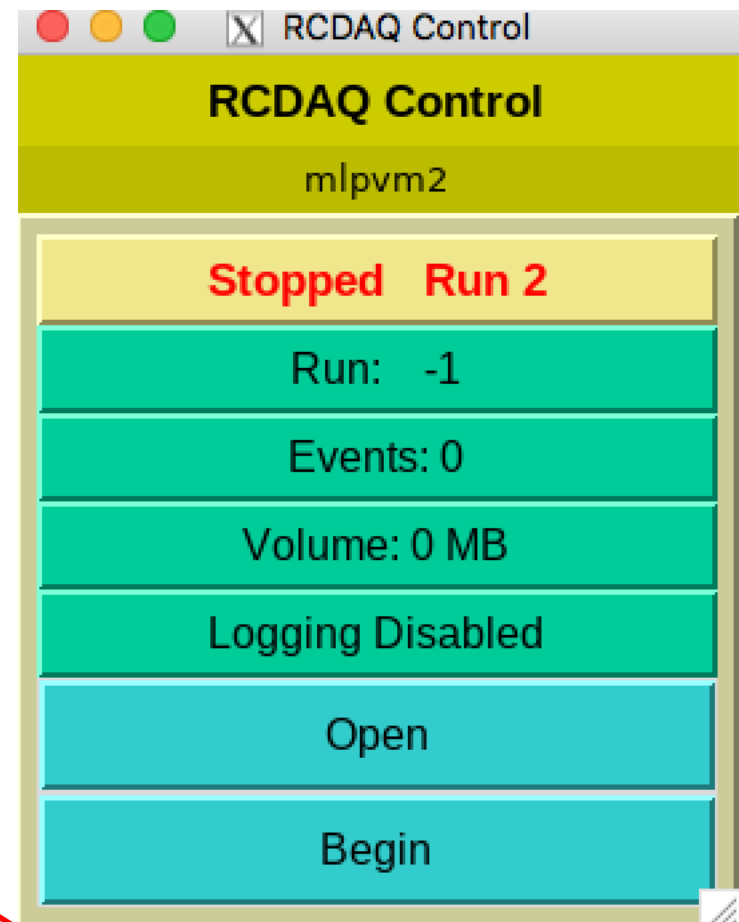 RCDAQ Control
RCDAQ Control
mlpvm2
Stopped Run 2
Run: -1
Events: 0
Volume: 0 MB
Logging Disabled
Open
Begin